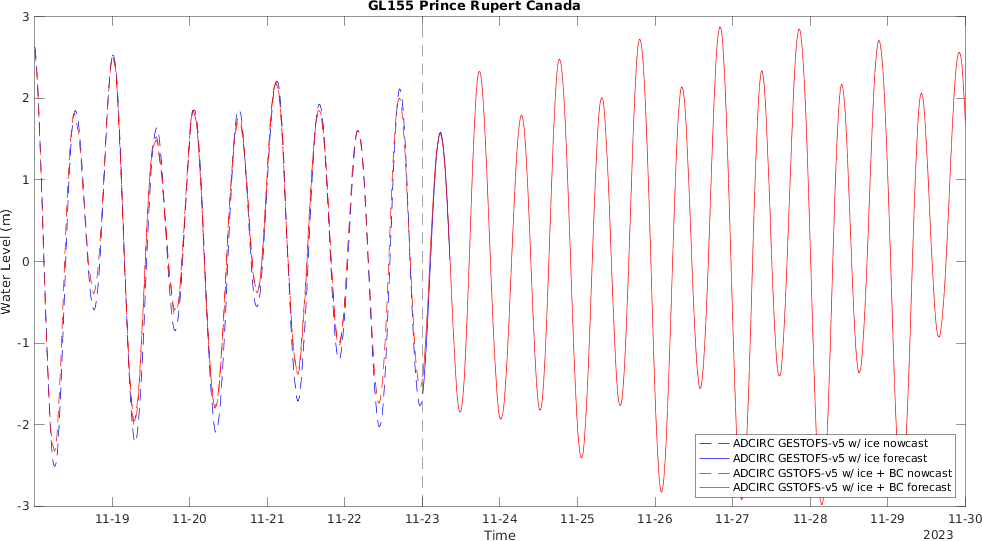 GL155 Prince Rupert Canada
3
2
1
0
-1
-2
-3
Water Level (m)
ADCIRC GESTOFS-v5 w/ ice nowcast
ADCIRC GESTOFS-v5 w/ ice forecast
ADCIRC GSTOFS-v5 w/ ice + BC nowcast
ADCIRC GSTOFS-v5 w/ ice + BC forecast
11-19 11-20 11-21 11-22 11-23 11-24 11-25 11-26 11-27 11-28 11-29 11-30
Time 2023